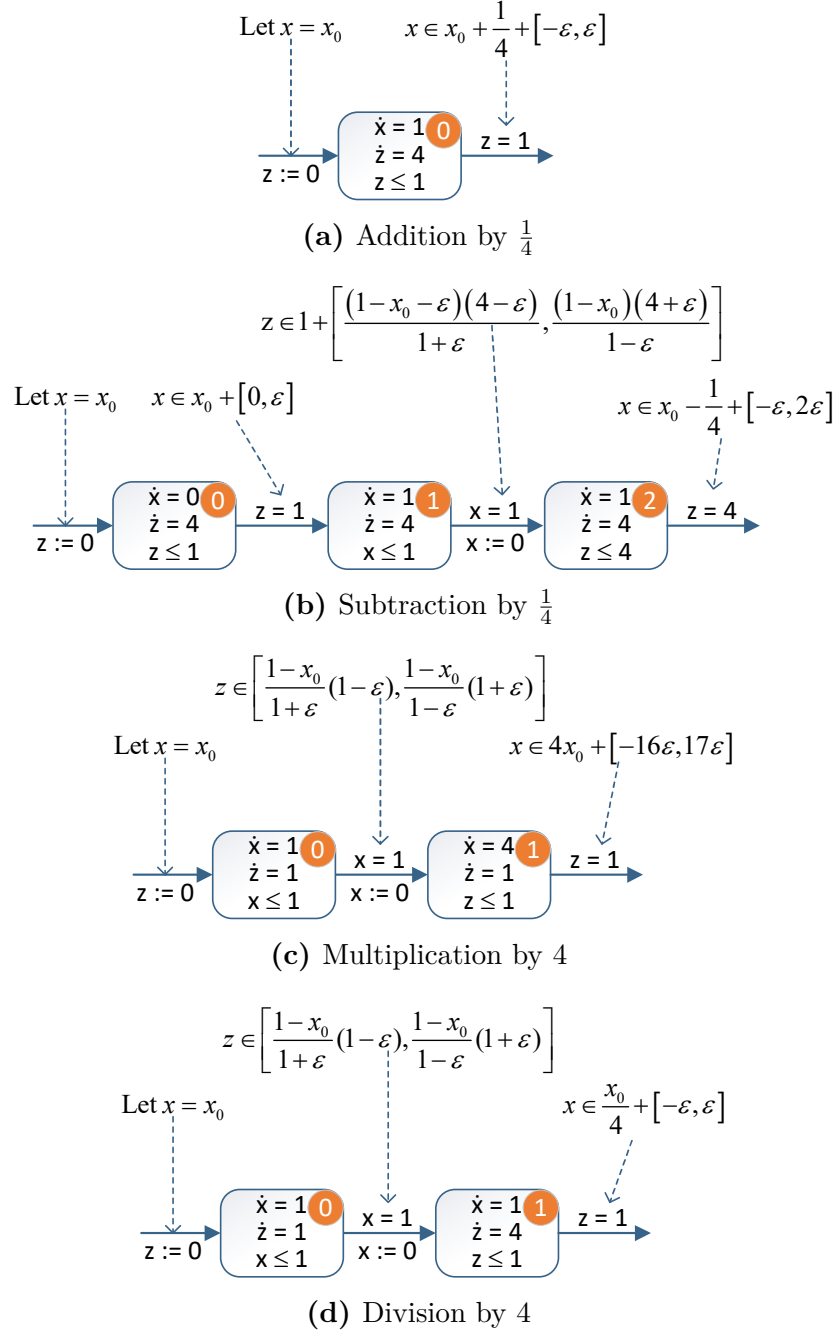 Let x = x₀    x ∈ x₀ + 1/4 + [−ε, ε]
ẋ = 1 0
ż = 4
z ≤ 1
z := 0
z = 1
(a) Addition by 1/4
z ∈ 1 + [(1−x₀−ε)(4−ε)/(1+ε), (1−x₀)(4+ε)/(1−ε)]
Let x = x₀    x ∈ x₀ + [0, ε]    x ∈ x₀ − 1/4 + [−ε, 2ε]
ẋ = 0 0
ż = 4
z ≤ 1
z := 0
z = 1
ẋ = 1 1
ż = 4
x ≤ 1
x = 1
x := 0
ẋ = 1 2
ż = 4
z ≤ 4
z = 4
(b) Subtraction by 1/4
z ∈ [(1−x₀)/(1+ε) (1−ε), (1−x₀)/(1−ε) (1+ε)]
Let x = x₀    x ∈ 4x₀ + [−16ε, 17ε]
ẋ = 1 0
ż = 1
x ≤ 1
z := 0
x = 1
x := 0
ẋ = 4 1
ż = 1
z ≤ 1
z = 1
(c) Multiplication by 4
z ∈ [(1−x₀)/(1+ε) (1−ε), (1−x₀)/(1−ε) (1+ε)]
Let x = x₀    x ∈ x₀/4 + [−ε, ε]
ẋ = 1 0
ż = 1
x ≤ 1
z := 0
x = 1
x := 0
ẋ = 1 1
ż = 4
z ≤ 1
z = 1
(d) Division by 4